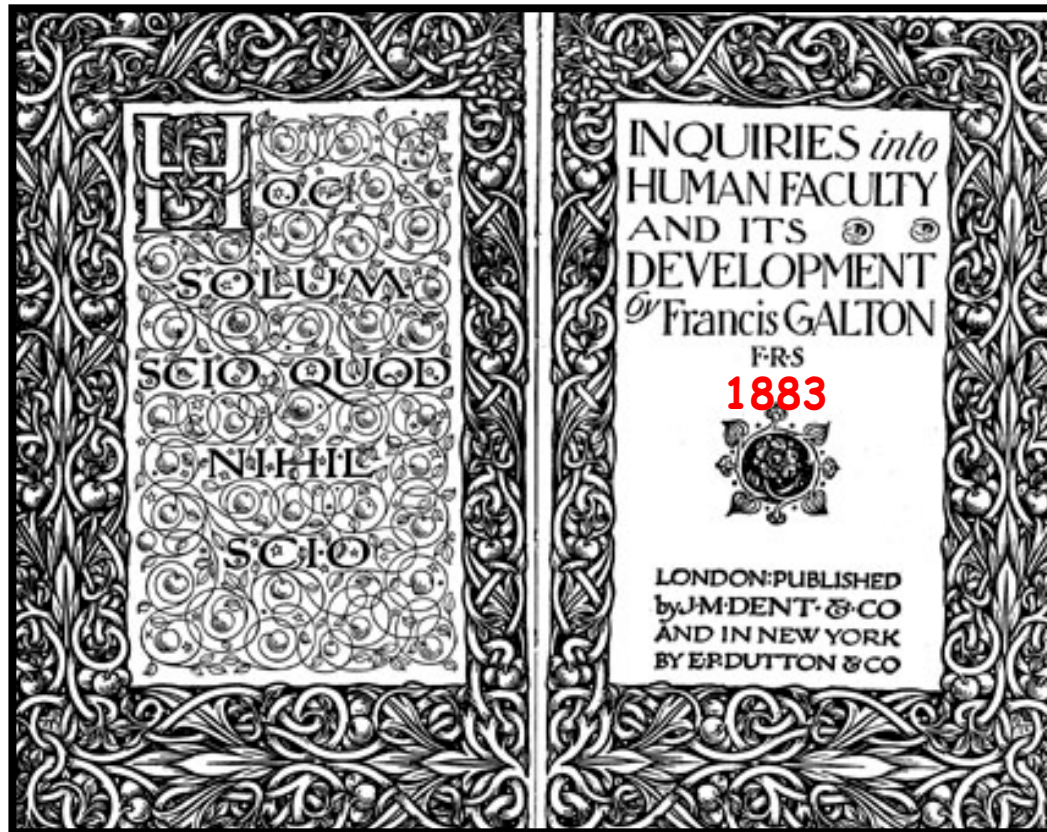 HOC
SOLUM
SCIO QUOD
NIHIL
SCIO
INQUIRIES into
HUMAN FACULTY
AND ITS
DEVELOPMENT
by Francis GALTON
F·R·S
1883
LONDON: PUBLISHED
by J·M·DENT· & CO
AND IN NEW YORK
BY E·P·DUTTON & CO